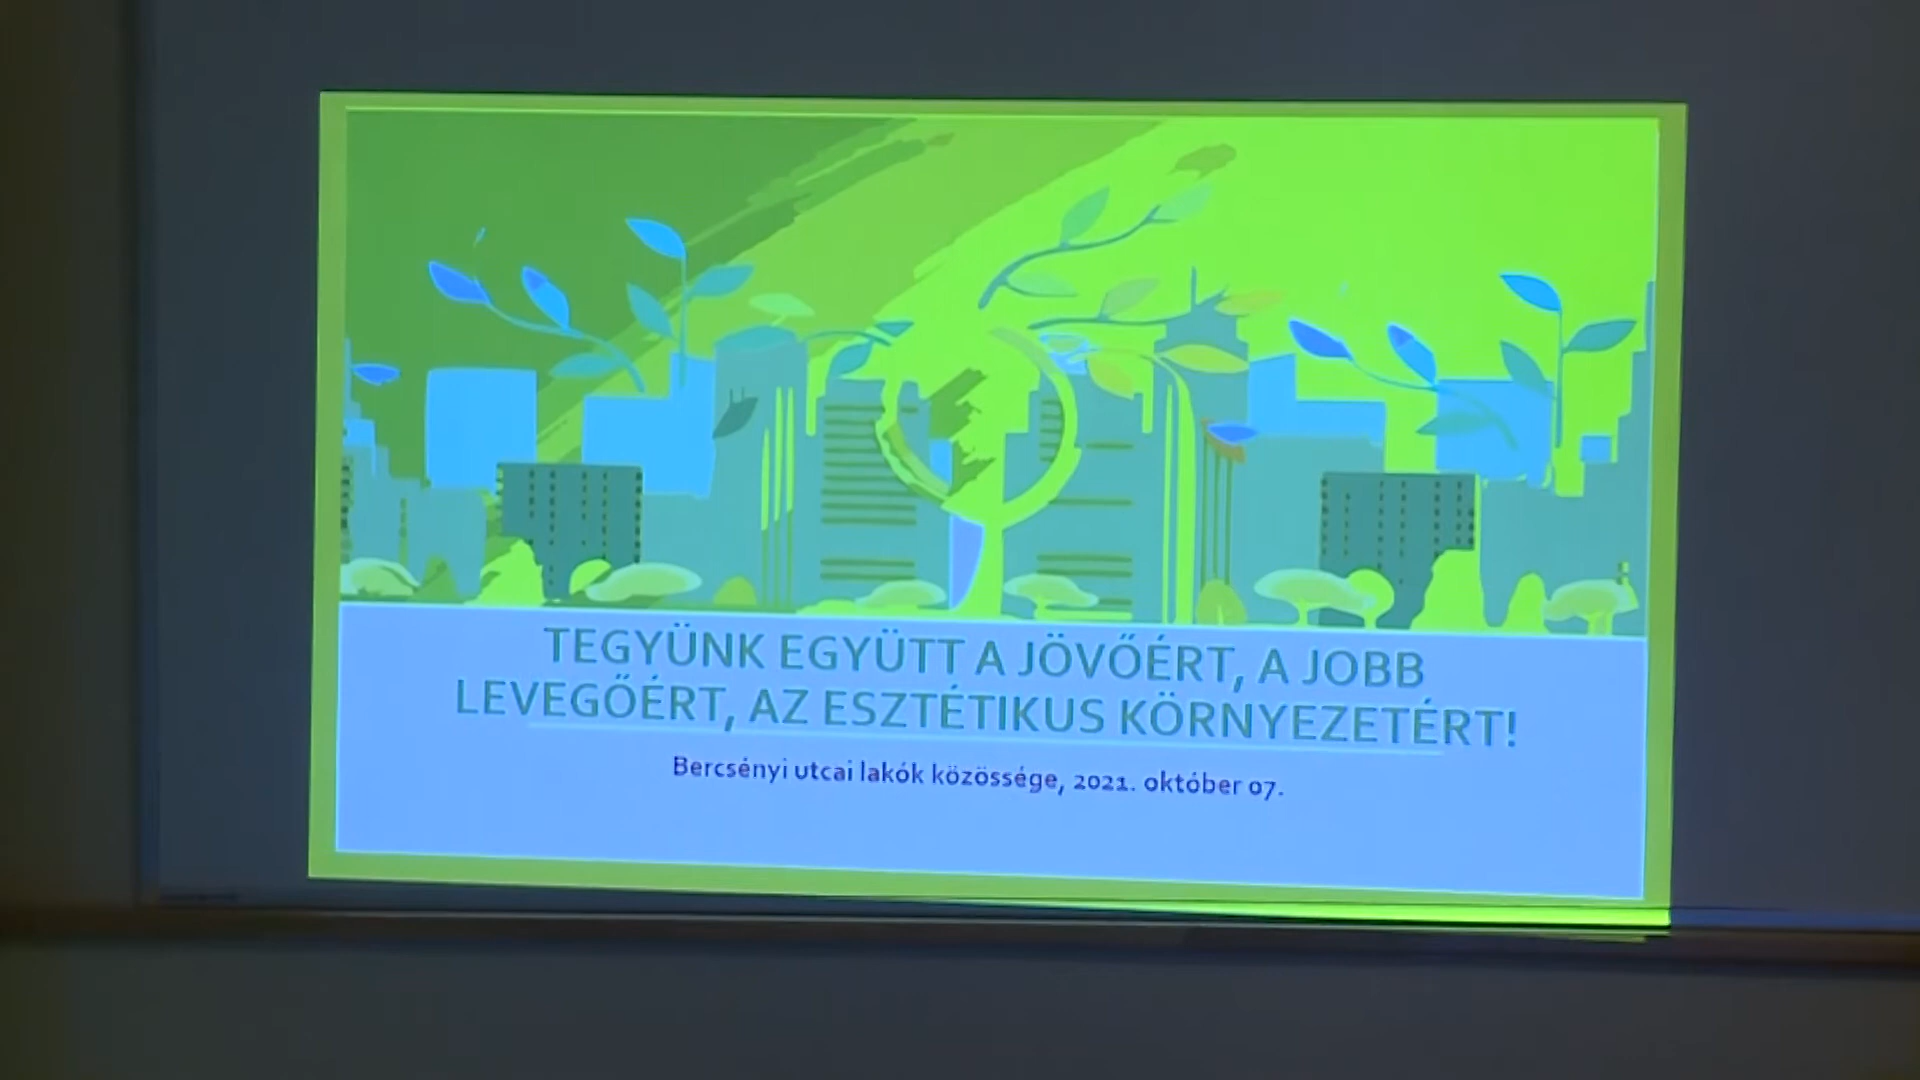 TEGYÜNK EGYÜTT A JÖVŐÉRT, A JOBB
LEVEGŐÉRT, AZ ESZTÉTIKUS KÖRNYEZETÉRT!
Bercsényi utcai lakók közössége, 2021. október 07.